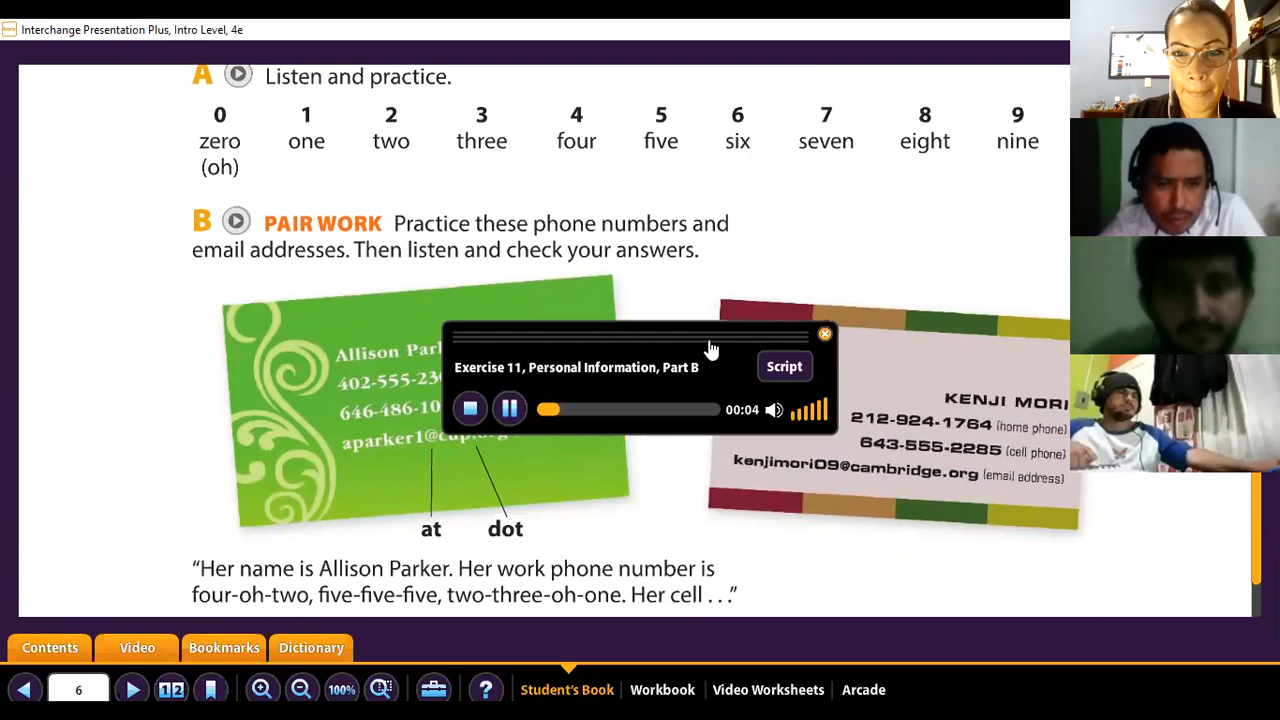 Interchange Presentation Plus, Intro Level, 4e
A Listen and practice.
0 1 2 3 4 5 6 7 8 9
zero one two three four five six seven eight nine
(oh)
B PAIR WORK Practice these phone numbers and
email addresses. Then listen and check your answers.
Allison
402-555-
646-486-
aparker1@
KENJI MORI
212-924-1764 (home phone)
643-555-2285 (cell phone)
kenjimori09@cambridge.org (email address)
Exercise 11, Personal Information, Part B
Script
00:04
at dot
“Her name is Allison Parker. Her work phone number is
four-oh-two, five-five-five, two-three-oh-one. Her cell . . .”
Contents Video Bookmarks Dictionary
6 12 100% ? Student's Book Workbook Video Worksheets Arcade